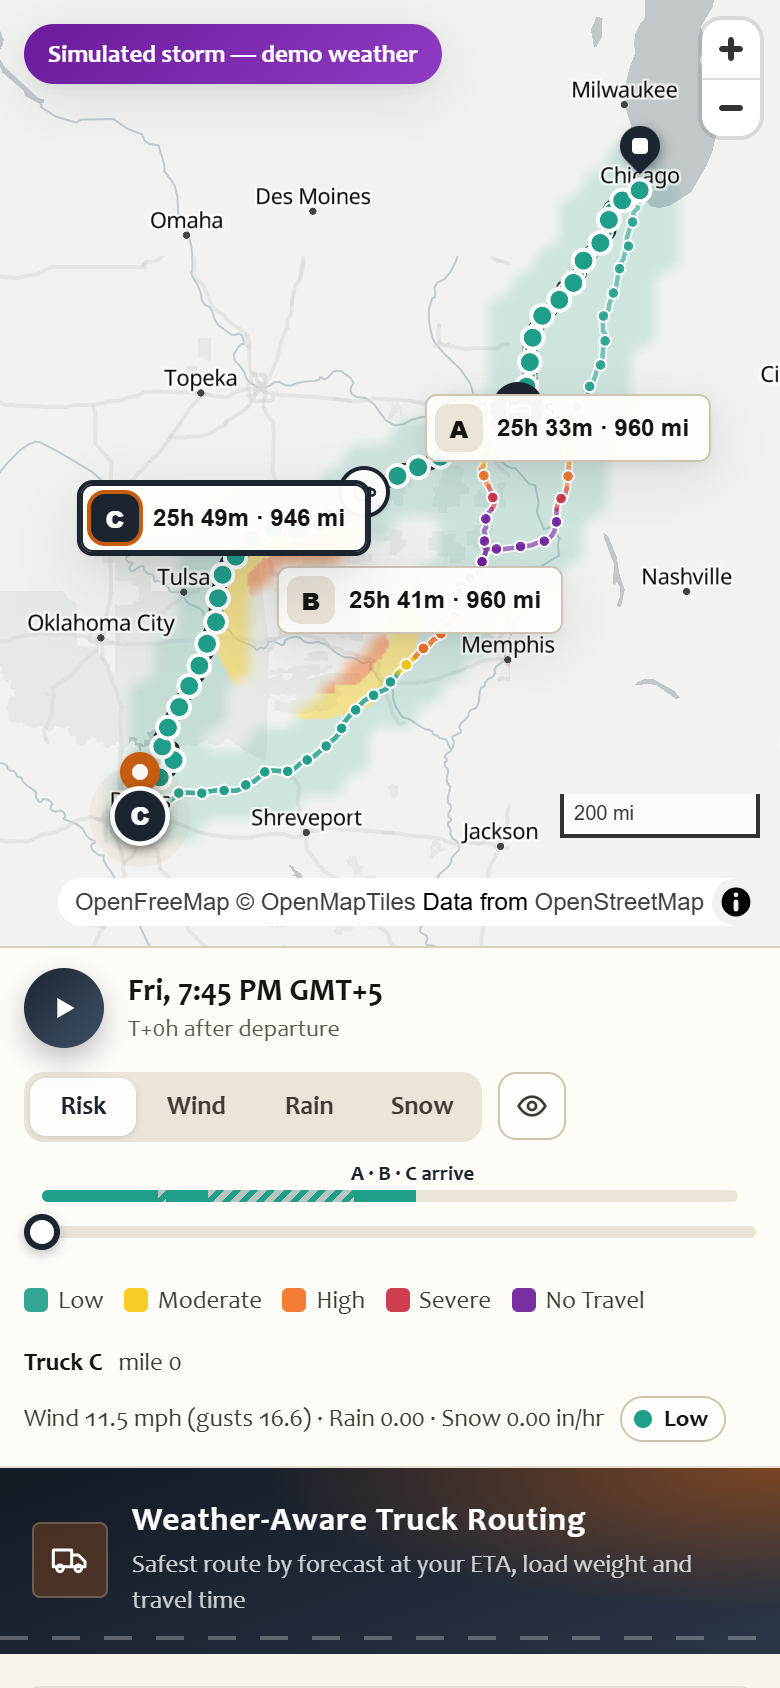 Simulated storm — demo weather
Milwaukee
Chicago
Des Moines
Omaha
Topeka
Ci
A 25h 33m · 960 mi
C 25h 49m · 946 mi
Tulsa
Nashville
B 25h 41m · 960 mi
Oklahoma City
Memphis
C
Shreveport
Jackson
200 mi
OpenFreeMap © OpenMapTiles Data from OpenStreetMap
Fri, 7:45 PM GMT+5
T+0h after departure
Risk Wind Rain Snow
A · B · C arrive
Low Moderate High Severe No Travel
Truck C mile 0
Wind 11.5 mph (gusts 16.6) · Rain 0.00 · Snow 0.00 in/hr Low
Weather-Aware Truck Routing
Safest route by forecast at your ETA, load weight and
travel time